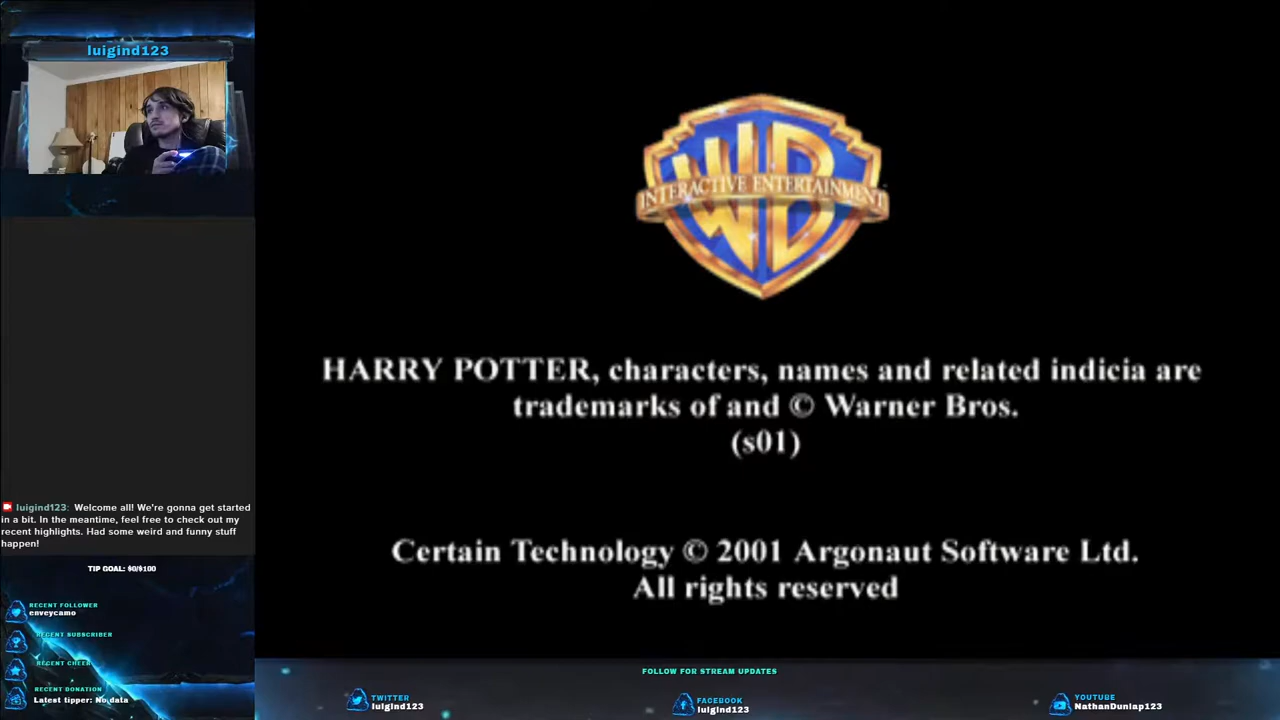 luigind123
WB
INTERACTIVE ENTERTAINMENT
HARRY POTTER, characters, names and related indicia are
trademarks of and © Warner Bros.
(s01)
Certain Technology © 2001 Argonaut Software Ltd.
All rights reserved
luigind123: Welcome all! We're gonna get started
in a bit. In the meantime, feel free to check out my
recent highlights. Had some weird and funny stuff
happen!
TIP GOAL: $0/$100
RECENT FOLLOWER
enveycamo
RECENT SUBSCRIBER
RECENT CHEER
RECENT DONATION
Latest tipper: No data
FOLLOW FOR STREAM UPDATES
TWITTER
luigind123
FACEBOOK
luigind123
YOUTUBE
NathanDunlap123